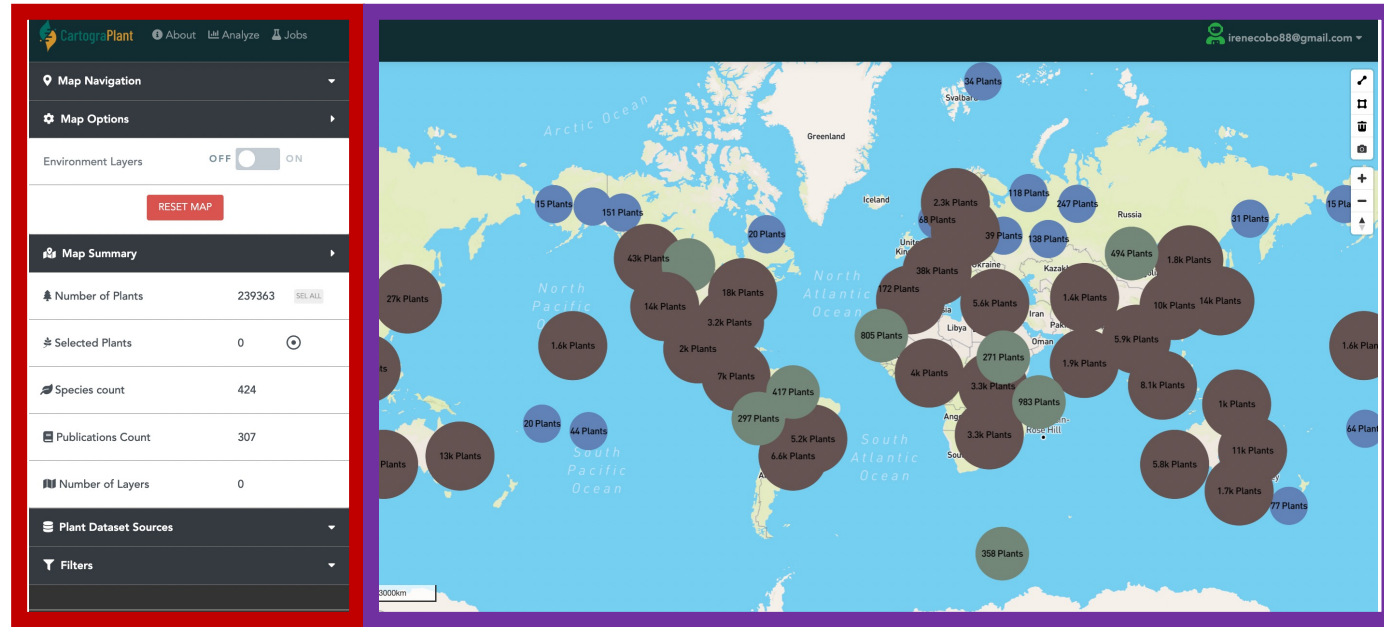 CartograPlant About Analyze Jobs
irenecobo88@gmail.com
Map Navigation
Map Options
Environment Layers OFF ON
RESET MAP
Map Summary
Number of Plants 239363 SEL ALL
Selected Plants 0
Species count 424
Publications Count 307
Number of Layers 0
Plant Dataset Sources
Filters
34 Plants
Svalbar
Arctic Ocean
Greenland
Iceland
15 Plants
151 Plants
20 Plants
2.3k Plants
68 Plants
118 Plants
247 Plants
Russia
31 Plants
15 Pla
39 Plants
138 Plants
Unite
Kin
Ukraine
Kazak
494 Plants
1.8k Plants
43k Plants
38k Plants
North
Pacific
North
Atlantic
Ocean
27k Plants
14k Plants
18k Plants
3.2k Plants
172 Plants
5.6k Plants
1.4k Plants
10k Plants
14k Plants
Iran
Pak
Libya
Oman
1.6k Plants
2k Plants
805 Plants
271 Plants
1.9k Plants
5.9k Plants
1.6k Plan
ts
7k Plants
417 Plants
4k Plants
3.3k Plants
983 Plants
8.1k Plants
1k Plants
20 Plants
44 Plants
297 Plants
5.2k Plants
6.6k Plants
Ang
3.3k Plants
Rose Hill
Sou
64 Plant
Plants
13k Plants
South
Pacific
Ocean
South
Atlantic
Ocean
5.8k Plants
11k Plants
1.7k Plants
77 Plants
358 Plants
3000km